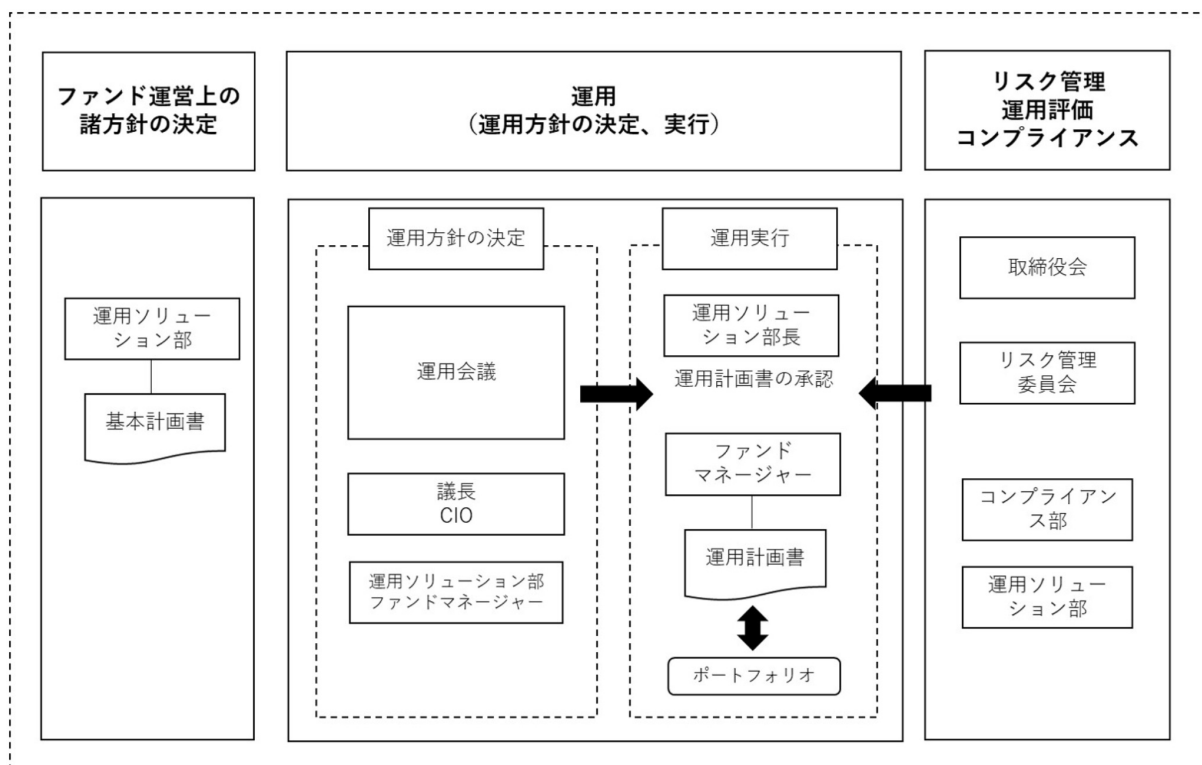 ファンド運営上の
諸方針の決定
運用
（運用方針の決定、実行）
リスク管理
運用評価
コンプライアンス
運用ソリュー
ション部
基本計画書
運用方針の決定
運用会議
議長
CIO
運用ソリューション部
ファンドマネージャー
運用実行
運用ソリュー
ション部長
運用計画書の承認
ファンド
マネージャー
運用計画書
ポートフォリオ
取締役会
リスク管理
委員会
コンプライアン
ス部
運用ソリュー
ション部